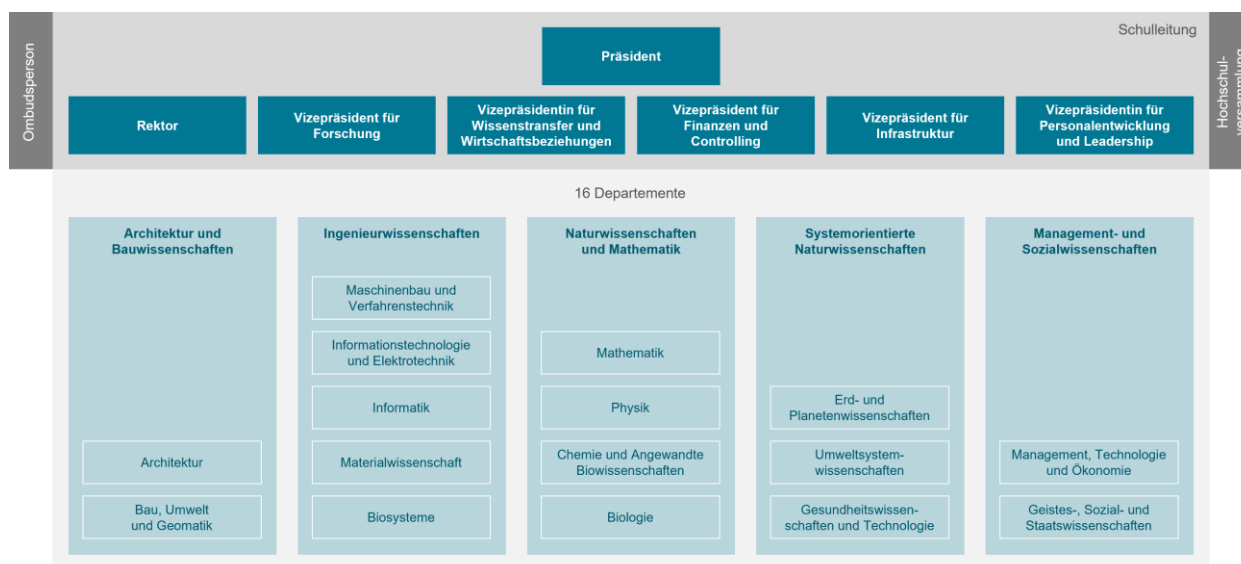 Schulleitung
Ombudsperson
Hochschul-
versammlung
Präsident
Rektor
Vizepräsident für
Forschung
Vizepräsidentin für
Wissenstransfer und
Wirtschaftsbeziehungen
Vizepräsident für
Finanzen und
Controlling
Vizepräsident für
Infrastruktur
Vizepräsidentin für
Personalentwicklung
und Leadership
16 Departemente
Architektur und
Bauwissenschaften
Architektur
Bau, Umwelt
und Geomatik
Ingenieurwissenschaften
Maschinenbau und
Verfahrenstechnik
Informationstechnologie
und Elektrotechnik
Informatik
Materialwissenschaft
Biosysteme
Naturwissenschaften
und Mathematik
Mathematik
Physik
Chemie und Angewandte
Biowissenschaften
Biologie
Systemorientierte
Naturwissenschaften
Erd- und
Planetenwissenschaften
Umweltsystem-
wissenschaften
Gesundheitswissen-
schaften und Technologie
Management- und
Sozialwissenschaften
Management, Technologie
und Ökonomie
Geistes-, Sozial- und
Staatswissenschaften